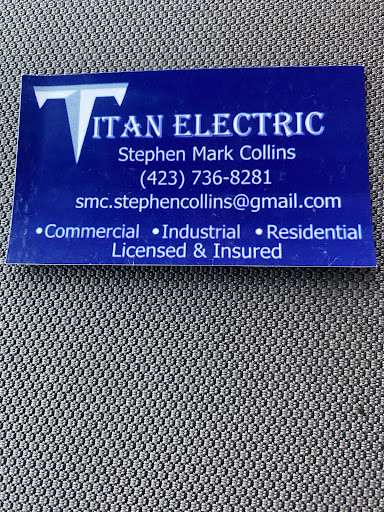 TITAN ELECTRIC
Stephen Mark Collins
(423) 736-8281
smc.stephencollins@gmail.com
•Commercial •Industrial •Residential
Licensed & Insured